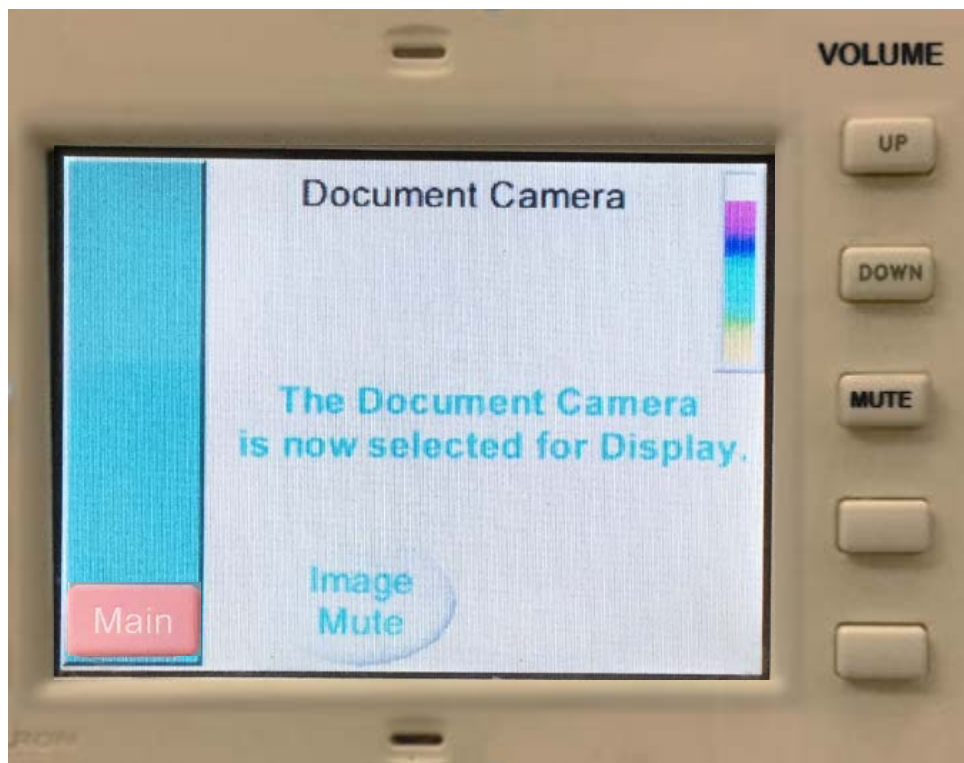 VOLUME
UP
Document Camera
DOWN
The Document Camera
MUTE
is now selected for Display.
Image
Mute
Main